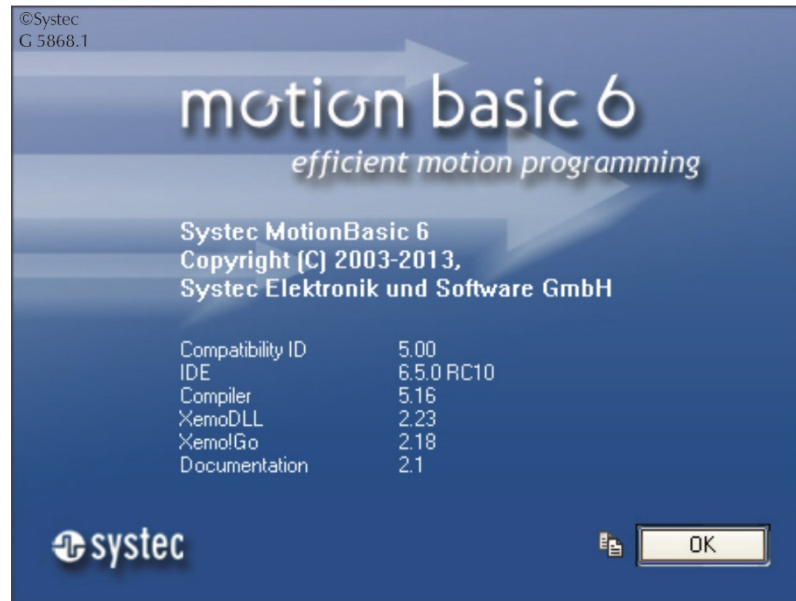 ©Systec
G 5868.1
motion basic 6
efficient motion programming
Systec MotionBasic 6
Copyright (C) 2003-2013,
Systec Elektronik und Software GmbH
Compatibility ID 5.00
IDE 6.5.0 RC10
Compiler 5.16
XemoDLL 2.23
Xemo!Go 2.18
Documentation 2.1
systec
OK